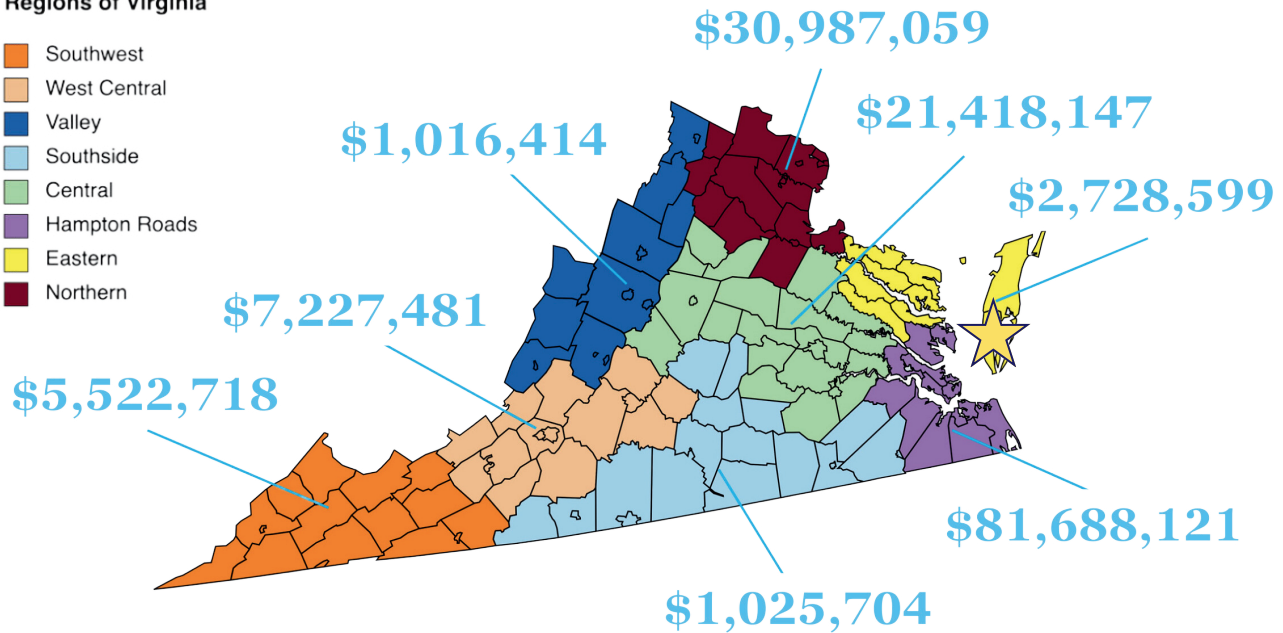 Regions of Virginia
Southwest
West Central
Valley
Southside
Central
Hampton Roads
Eastern
Northern
$30,987,059
$21,418,147
$1,016,414
$2,728,599
$7,227,481
$5,522,718
$81,688,121
$1,025,704